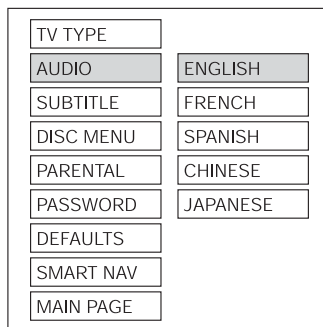 TV TYPE
AUDIO ENGLISH
SUBTITLE FRENCH
DISC MENU SPANISH
PARENTAL CHINESE
PASSWORD JAPANESE
DEFAULTS
SMART NAV
MAIN PAGE